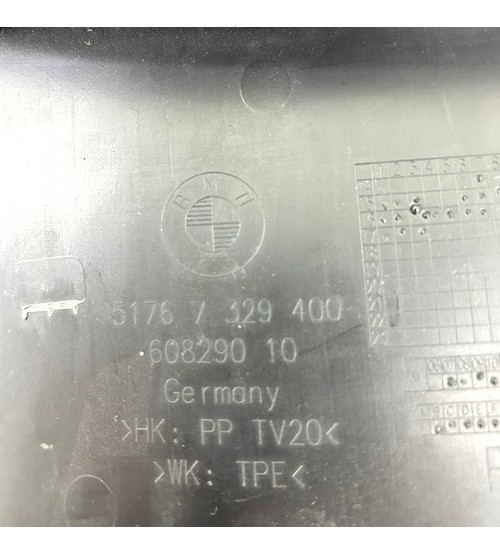 BMW
5176 7 329 400
608290 10
Germany
>HK: PP TV20<
>WK: TPE<